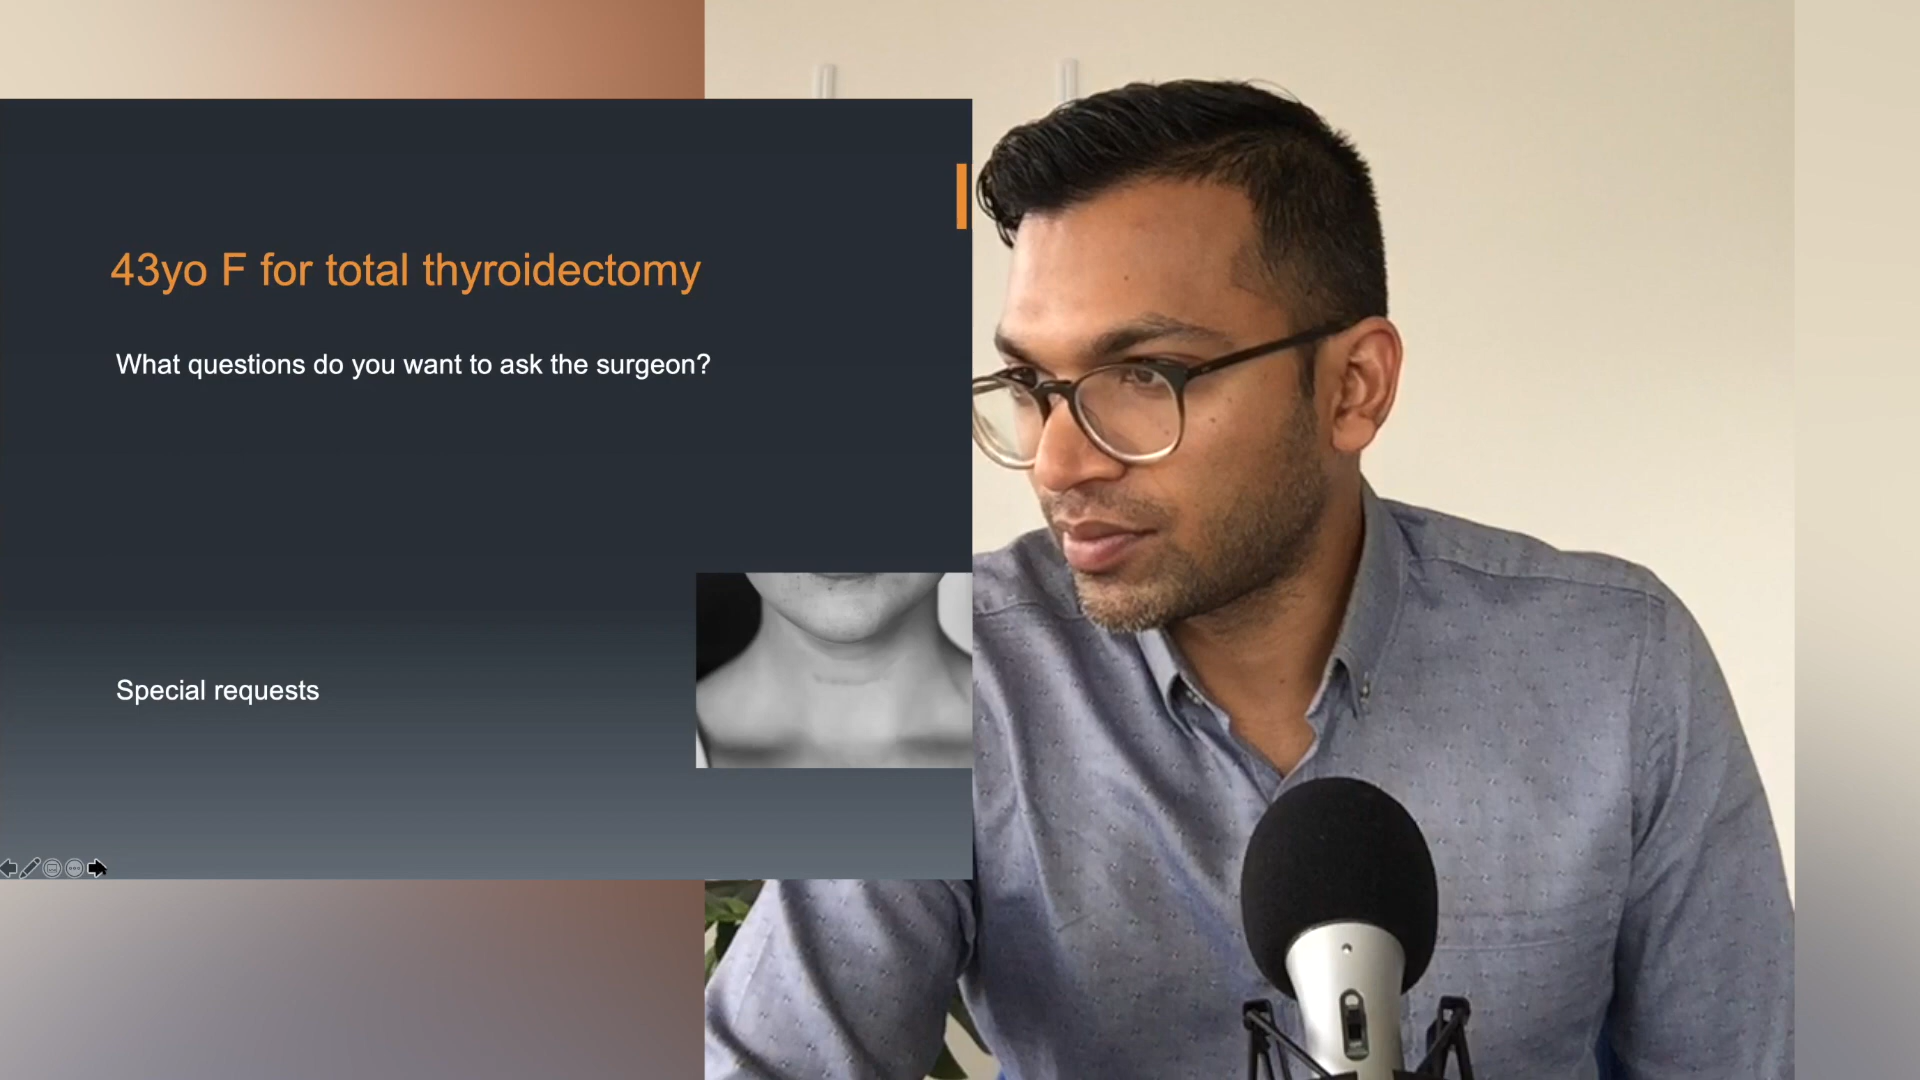 43yo F for total thyroidectomy
What questions do you want to ask the surgeon?
Special requests